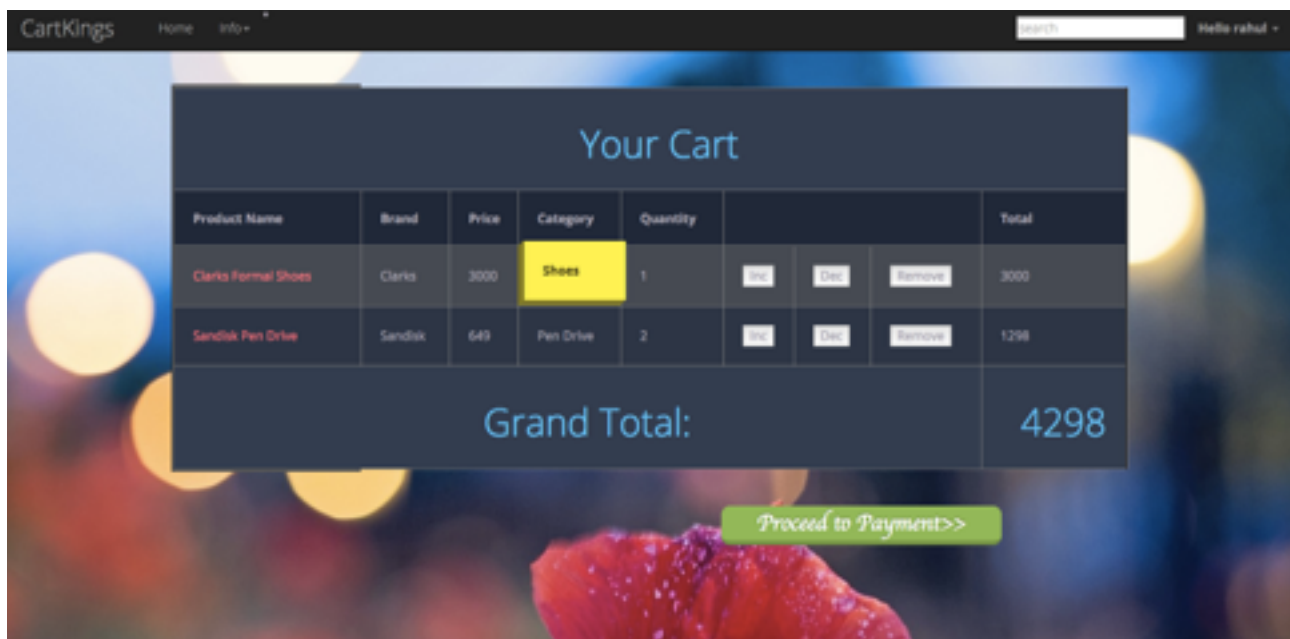 CartKings Home Info search Hello rahul
Your Cart
Product Name Brand Price Category Quantity Total
Clarks Formal Shoes Clarks 3000 Shoes 1 Inc Dec Remove 3000
Sandisk Pen Drive Sandisk 649 Pen Drive 2 Inc Dec Remove 1298
Grand Total: 4298
Proceed to Payment>>